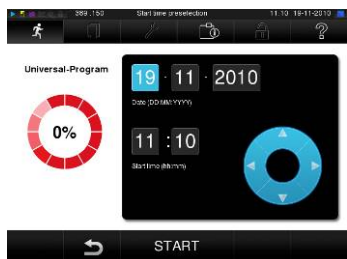 389.150 Start time preselection 11.10 19-11-2010
Universal-Program
0%
19 · 11 · 2010
Date (DD:MM:YYYY)
11 : 10
Start time (hh:mm)
START